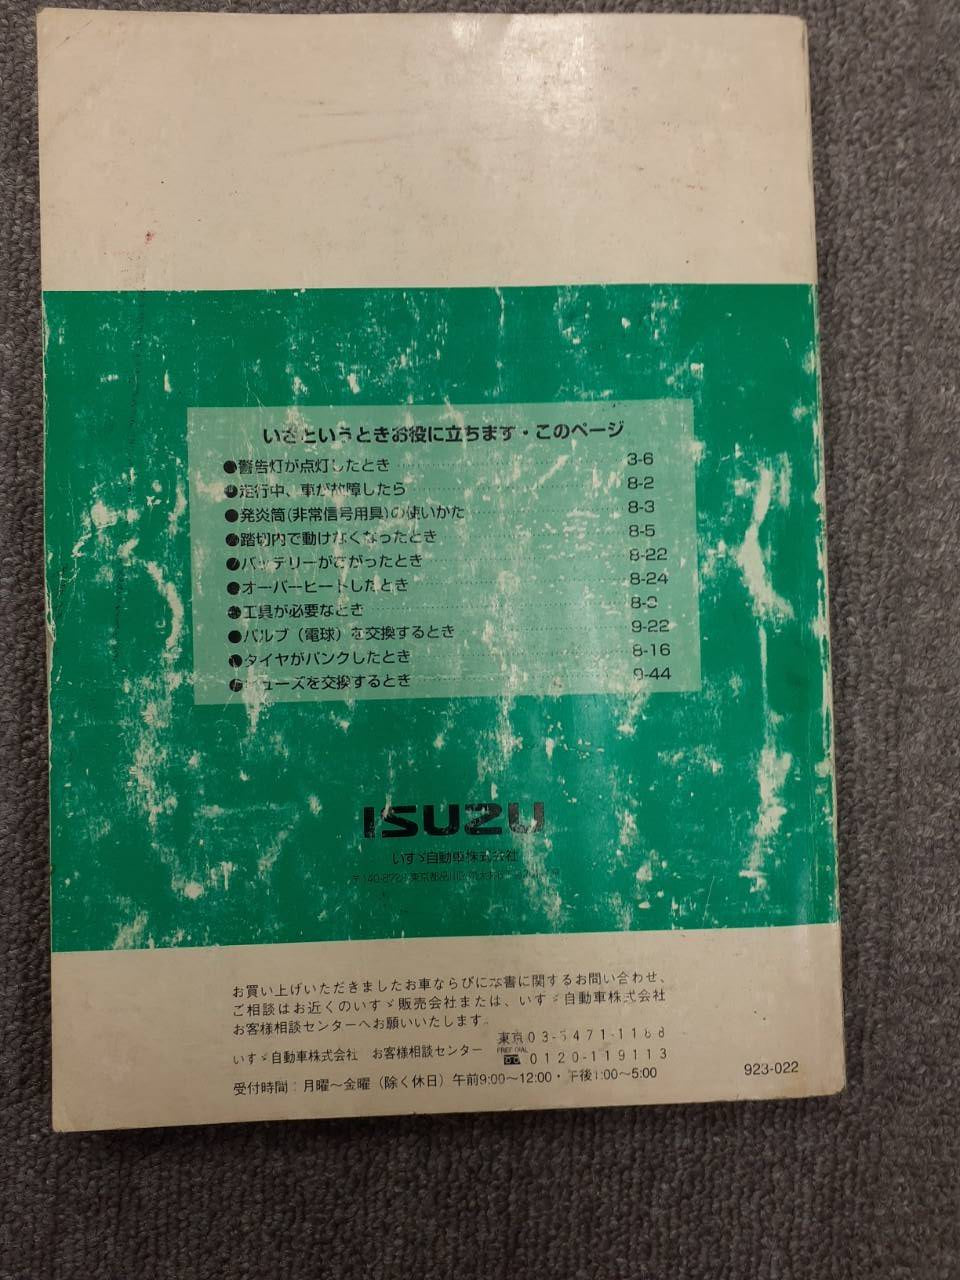 いざというときお役に立ちます・このページ
●警告灯が点灯したとき 3-6
●走行中、車が故障したら 8-2
●発炎筒(非常信号用具)の使いかた 8-3
●踏切内で動けなくなったとき 8-5
●バッテリーがあがったとき 8-22
●オーバーヒートしたとき 8-24
●工具が必要なとき 8-3
●バルブ（電球）を交換するとき 9-22
●タイヤがパンクしたとき 8-16
●ヒューズを交換するとき 9-44
ISUZU
いすゞ自動車株式会社
東京都品川区
お買い上げいただきましたお車ならびに本書に関するお問い合わせ、
ご相談はお近くのいすゞ販売会社または、いすゞ自動車株式会社
お客様相談センターへお願いいたします。
東京 03-5471-1188
いすゞ自動車株式会社 お客様相談センター FREE DIAL 0120-119113
受付時間：月曜～金曜（除く休日）午前9:00～12:00・午後1:00～5:00
923-022